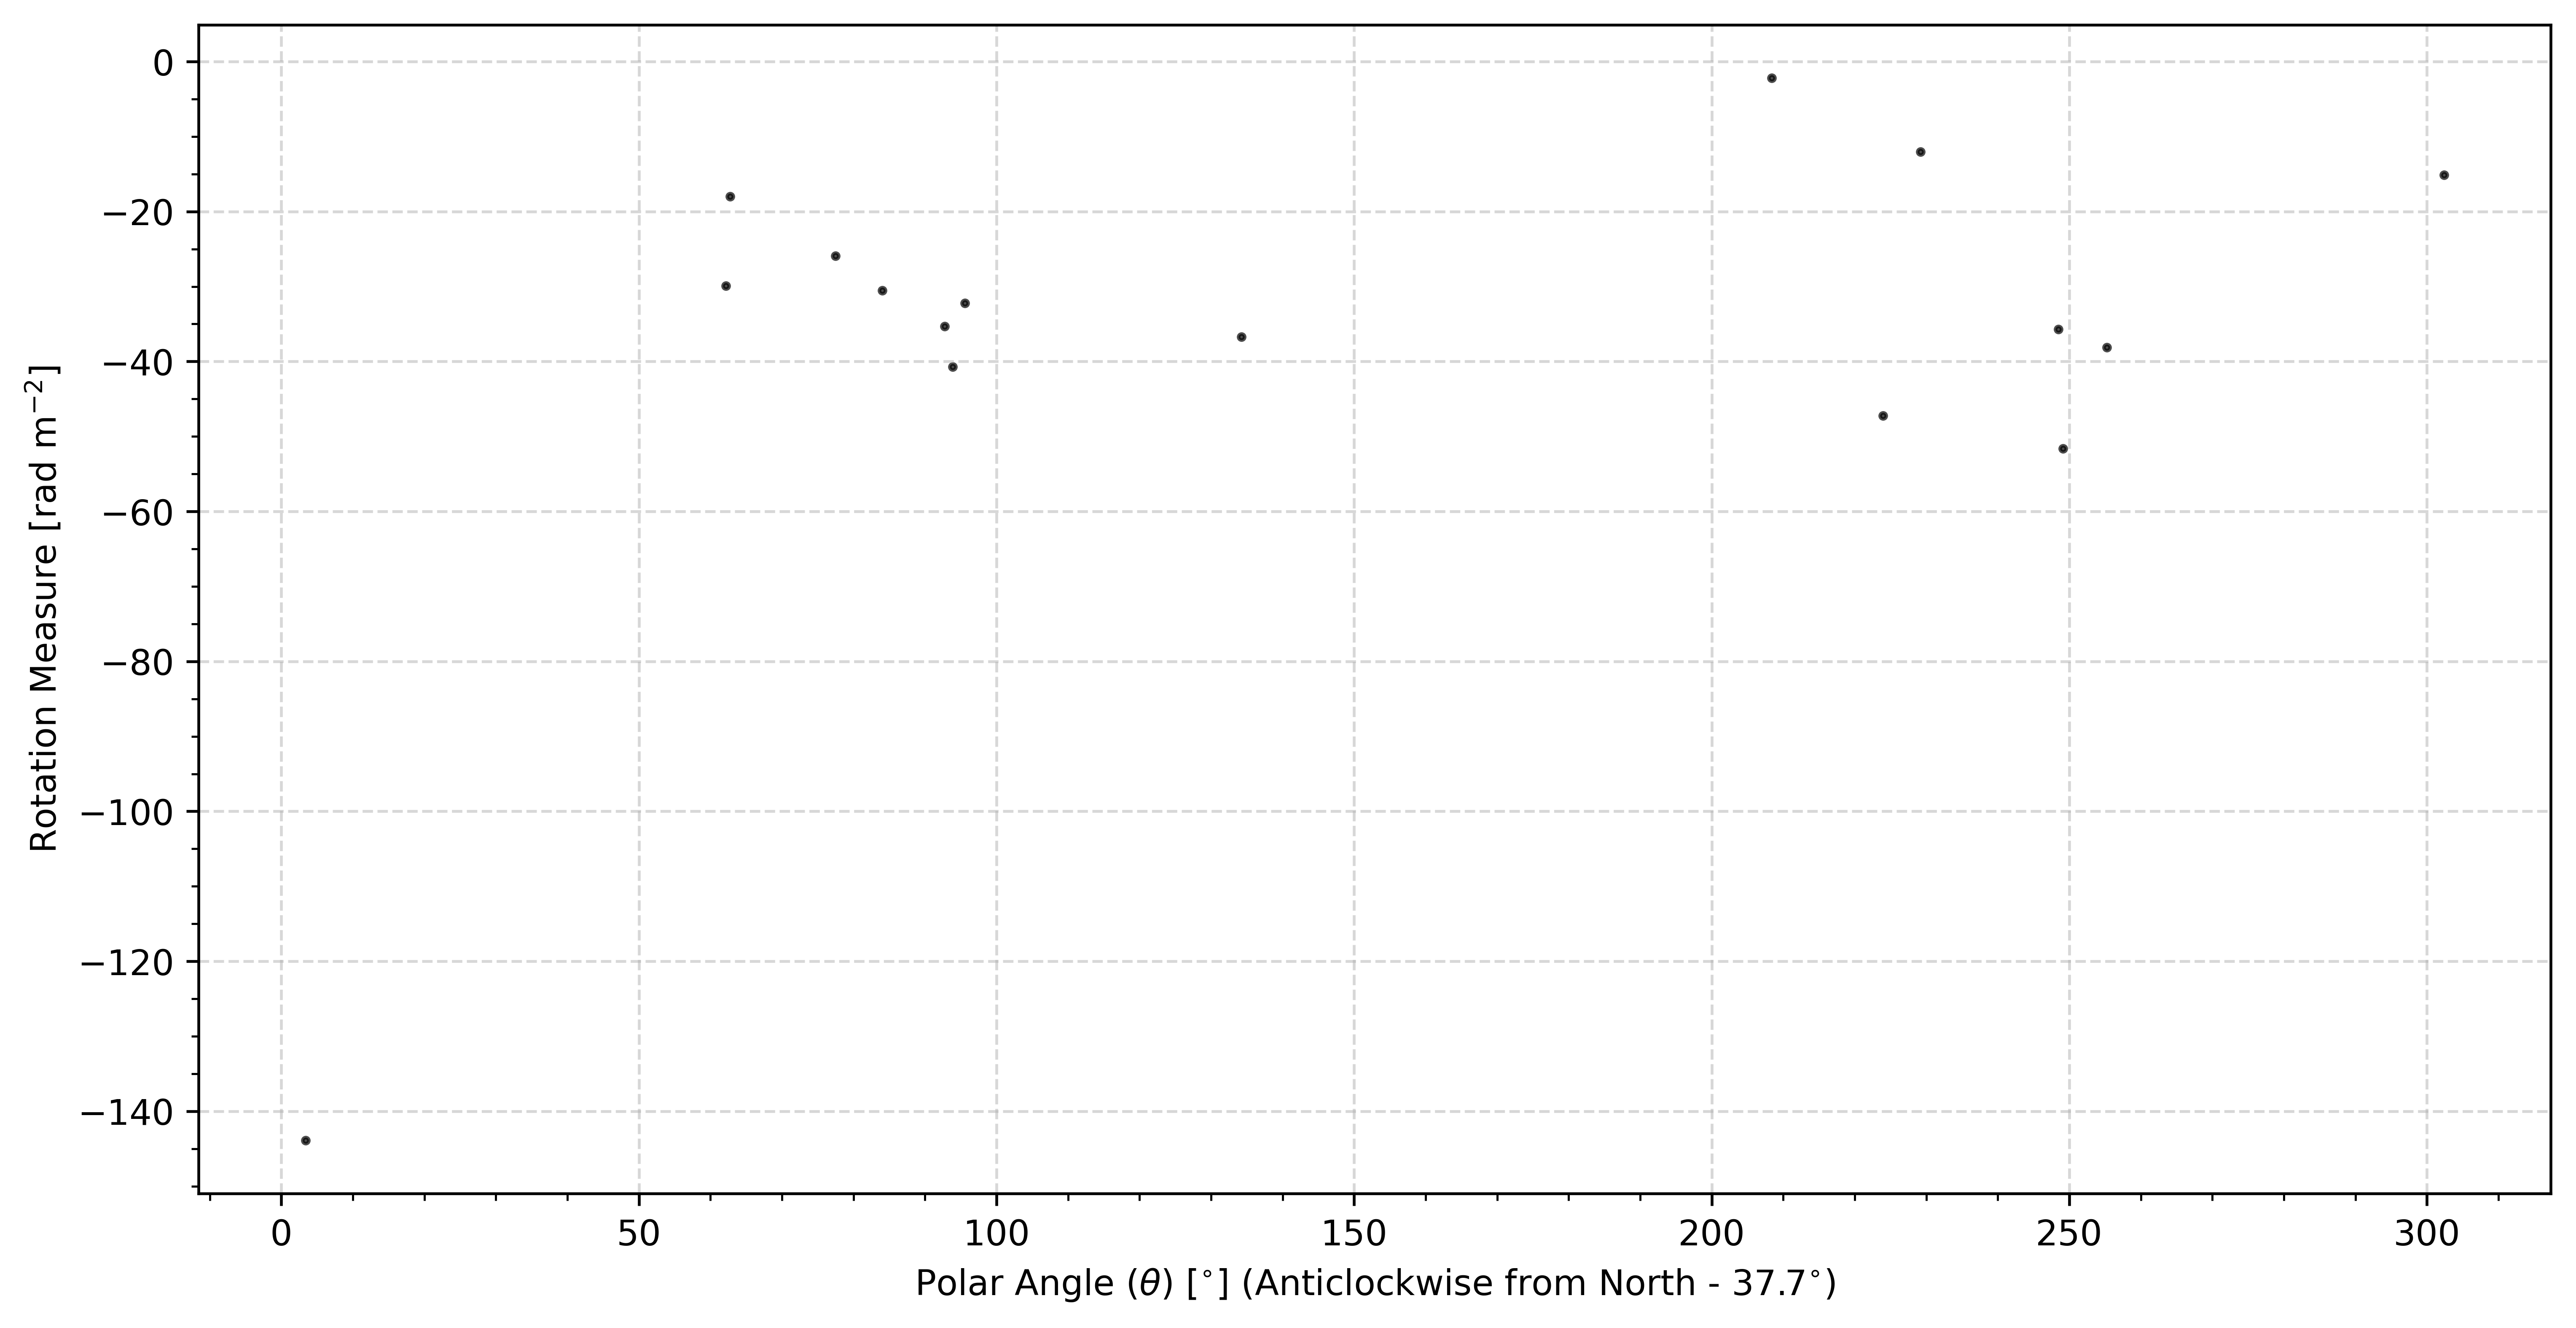 0
−20
−40
−60
−80
−100
−120
−140
Rotation Measure [rad m⁻²]
0 50 100 150 200 250 300
Polar Angle (θ) [°] (Anticlockwise from North - 37.7°)